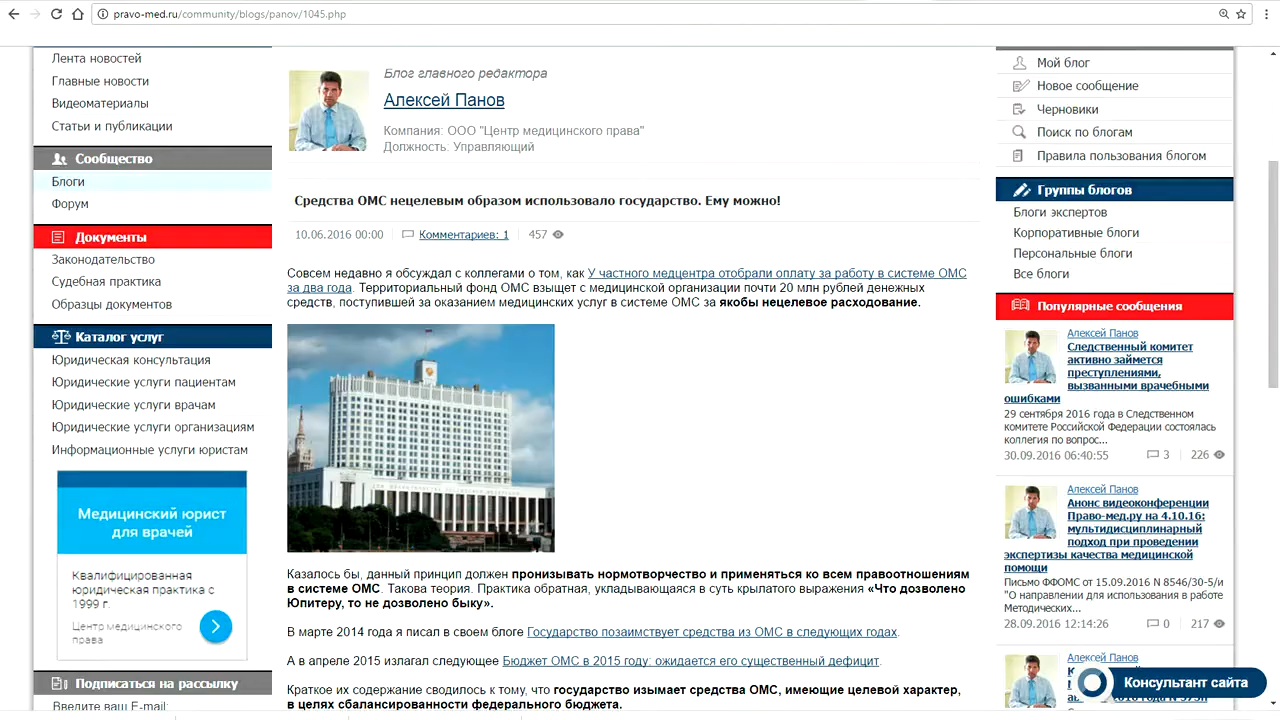 pravo-med.ru/community/blogs/panov/1045.php
Лента новостей
Главные новости
Видеоматериалы
Статьи и публикации
Сообщество
Блоги
Форум
Документы
Законодательство
Судебная практика
Образцы документов
Каталог услуг
Юридическая консультация
Юридические услуги пациентам
Юридические услуги врачам
Юридические услуги организациям
Информационные услуги юристам
Медицинский юрист
для врачей
Квалифицированная
юридическая практика с
1999 г.
Центр медицинского
права
Подписаться на рассылку
Введите ваш E-mail:
Блог главного редактора
Алексей Панов
Компания: ООО "Центр медицинского права"
Должность: Управляющий
Средства ОМС нецелевым образом использовало государство. Ему можно!
10.06.2016 00:00 Комментариев: 1 457
Совсем недавно я обсуждал с коллегами о том, как У частного медцентра отобрали оплату за работу в системе ОМС
за два года. Территориальный фонд ОМС взыщет с медицинской организации почти 20 млн рублей денежных
средств, поступившей за оказанием медицинских услуг в системе ОМС за якобы нецелевое расходование.
Казалось бы, данный принцип должен пронизывать нормотворчество и применяться ко всем правоотношениям
в системе ОМС. Такова теория. Практика обратная, укладывающаяся в суть крылатого выражения «Что дозволено
Юпитеру, то не дозволено быку».
В марте 2014 года я писал в своем блоге Государство позаимствует средства из ОМС в следующих годах.
А в апреле 2015 излагал следующее Бюджет ОМС в 2015 году: ожидается его существенный дефицит.
Краткое их содержание сводилось к тому, что государство изымает средства ОМС, имеющие целевой характер,
в целях сбалансированности федерального бюджета.
Мой блог
Новое сообщение
Черновики
Поиск по блогам
Правила пользования блогом
Группы блогов
Блоги экспертов
Корпоративные блоги
Персональные блоги
Все блоги
Популярные сообщения
Алексей Панов
Следственный комитет
активно займется
преступлениями,
вызванными врачебными
ошибками
29 сентября 2016 года в Следственном
комитете Российской Федерации состоялась
коллегия по вопрос...
30.09.2016 06:40:55 3 226
Алексей Панов
Анонс видеоконференции
Право-мед.ру на 4.10.16:
мультидисциплинарный
подход при проведении
экспертизы качества медицинской
помощи
Письмо ФФОМС от 15.09.2016 N 8546/30-5/и
"О направлении для использования в работе
Методических...
28.09.2016 12:14:26 0 217
Алексей Панов
Консультант сайта